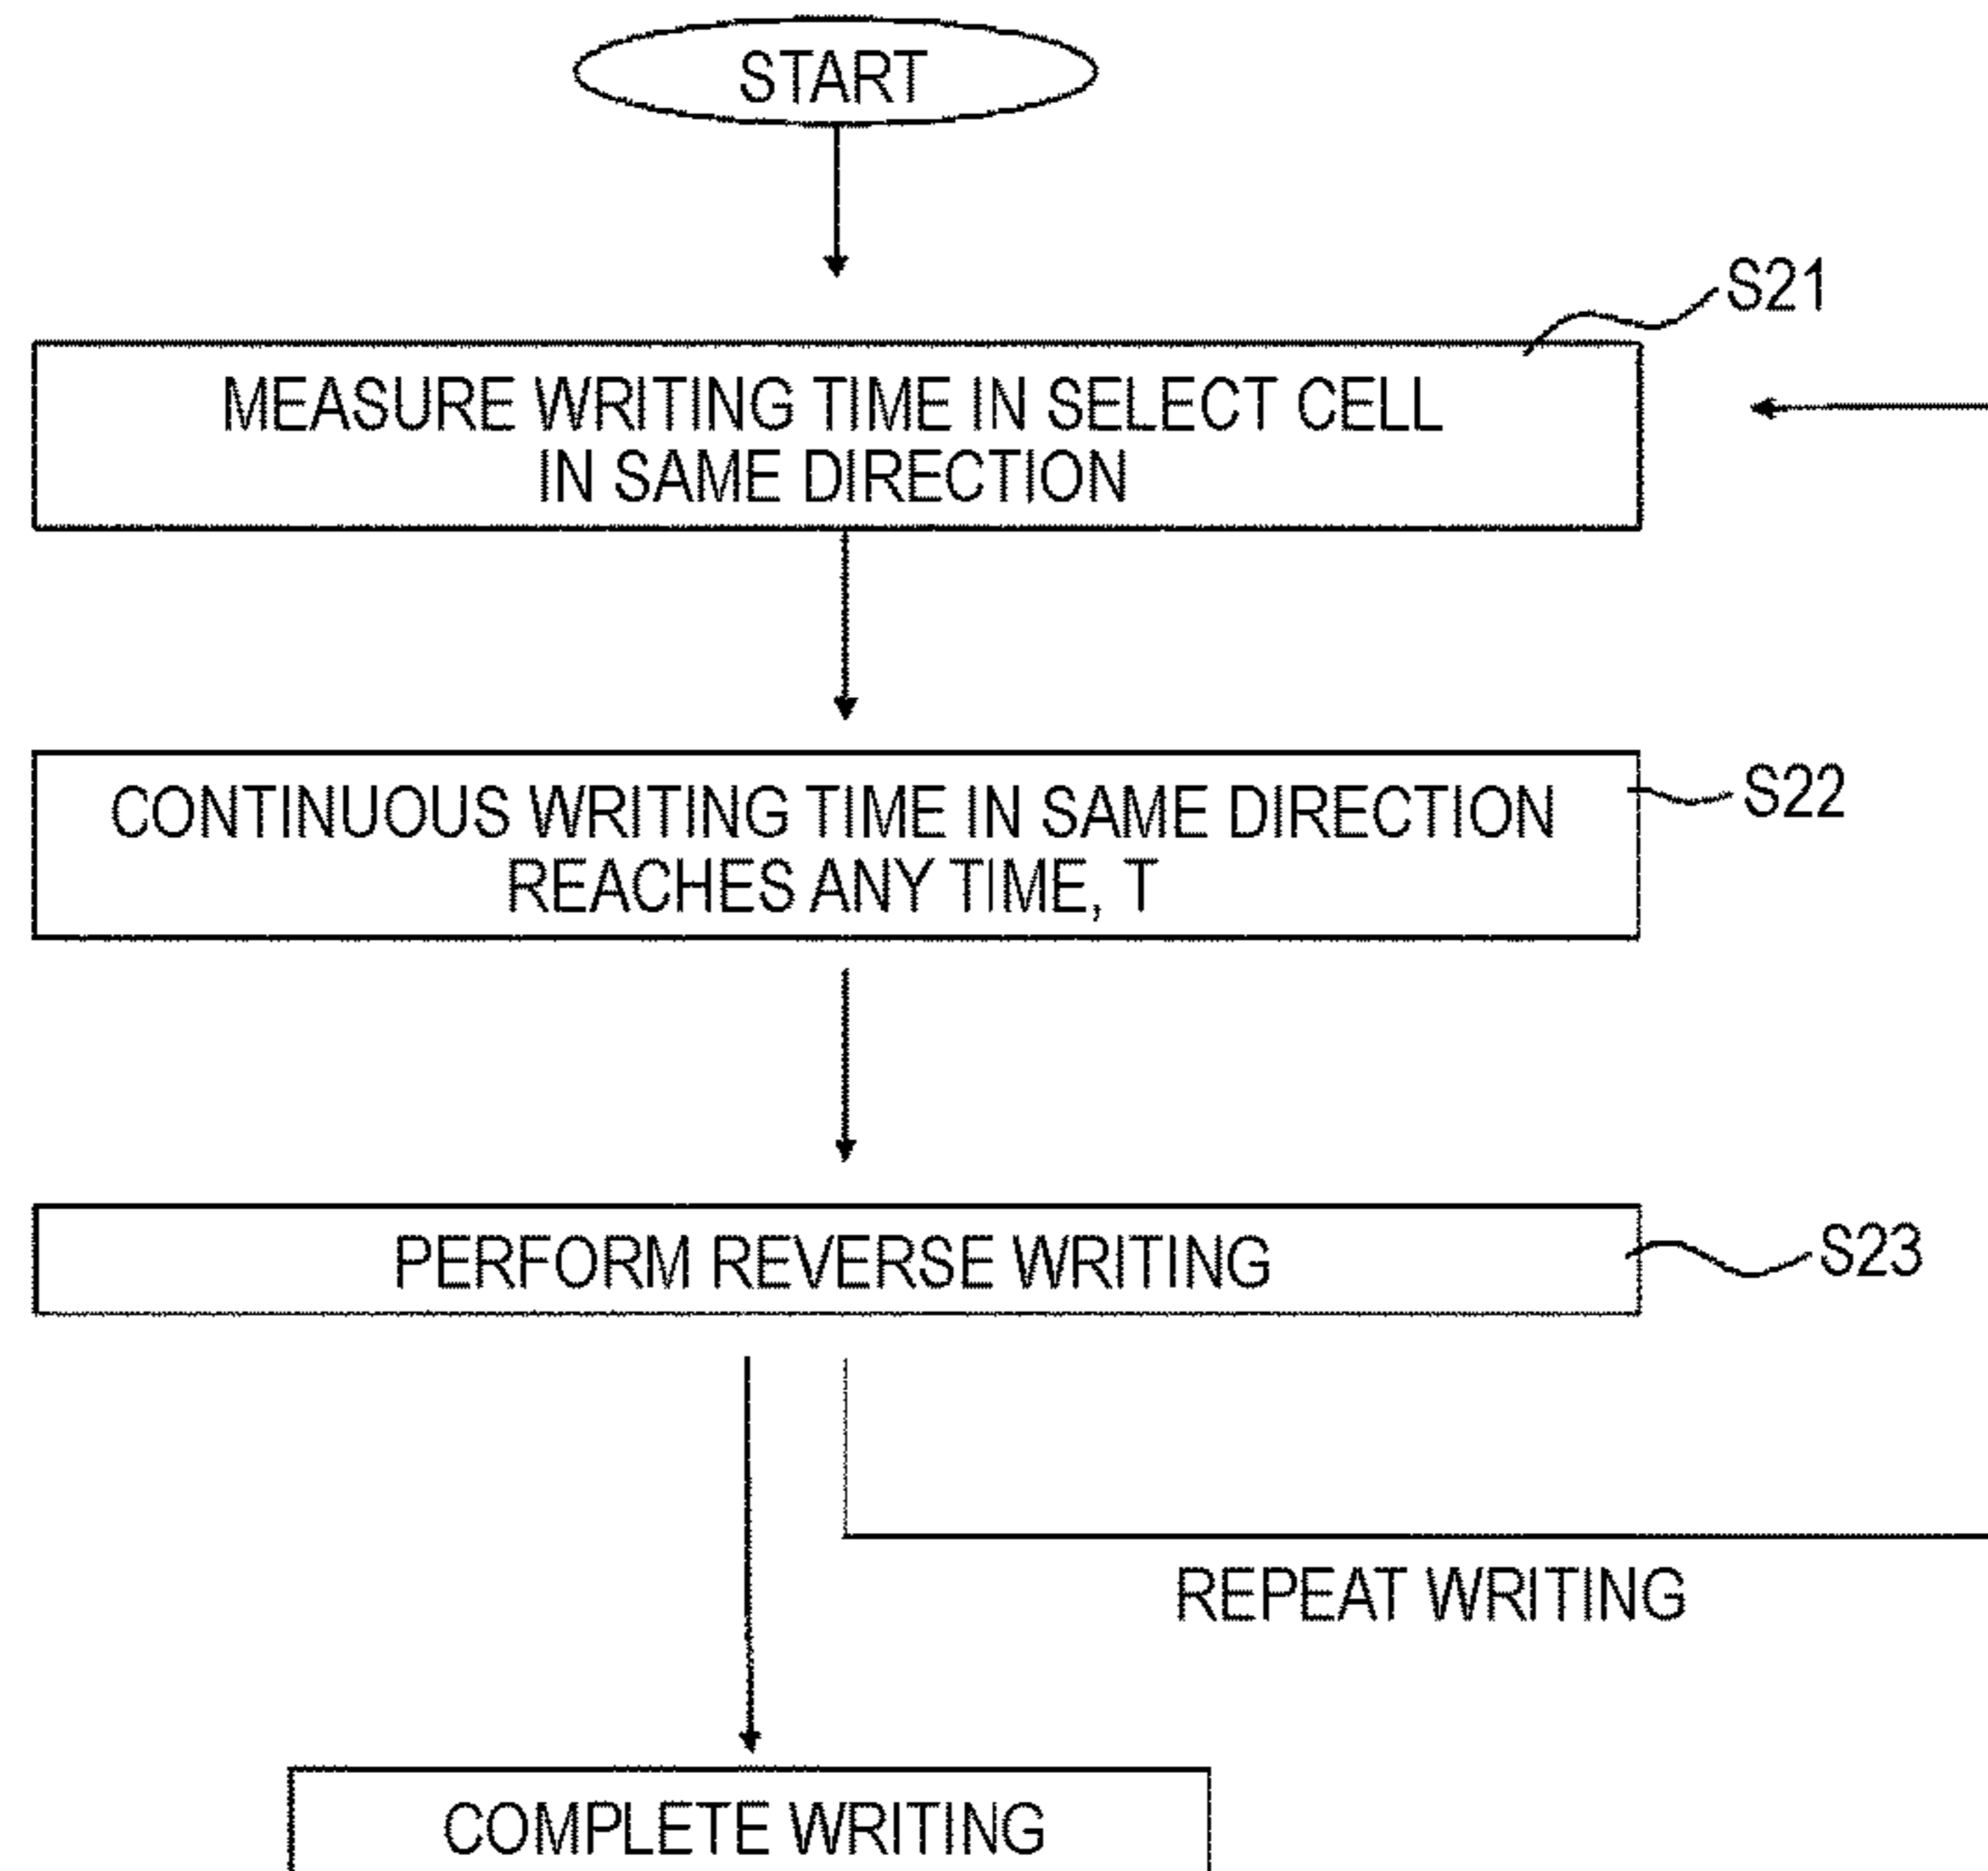 START
S21
MEASURE WRITING TIME IN SELECT CELL
IN SAME DIRECTION
S22
CONTINUOUS WRITING TIME IN SAME DIRECTION
REACHES ANY TIME, T
S23
PERFORM REVERSE WRITING
REPEAT WRITING
COMPLETE WRITING